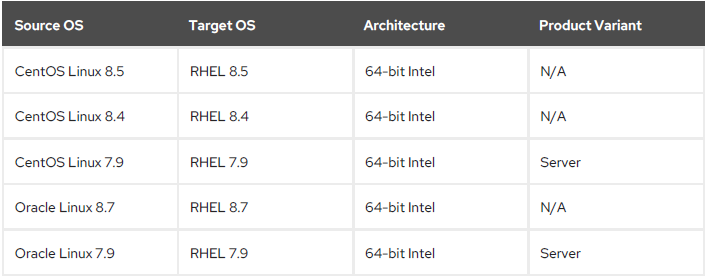 Source OS Target OS Architecture Product Variant
CentOS Linux 8.5 RHEL 8.5 64-bit Intel N/A
CentOS Linux 8.4 RHEL 8.4 64-bit Intel N/A
CentOS Linux 7.9 RHEL 7.9 64-bit Intel Server
Oracle Linux 8.7 RHEL 8.7 64-bit Intel N/A
Oracle Linux 7.9 RHEL 7.9 64-bit Intel Server